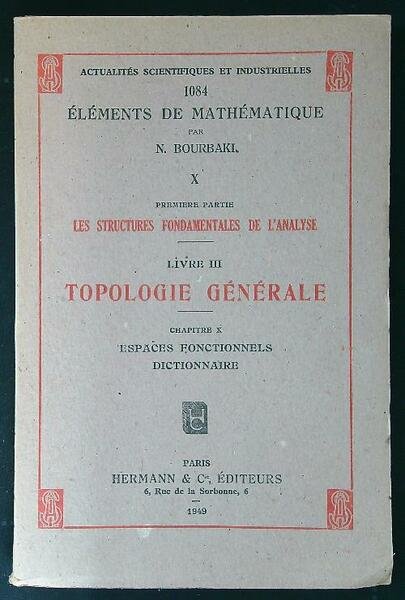 ACTUALITÉS SCIENTIFIQUES ET INDUSTRIELLES
1084
ÉLÉMENTS DE MATHÉMATIQUE
PAR
N. BOURBAKI
X
PREMIERE PARTIE
LES STRUCTURES FONDAMENTALES DE L'ANALYSE
LIVRE III
TOPOLOGIE GÉNÉRALE
CHAPITRE X
ESPACES FONCTIONNELS
DICTIONNAIRE
PARIS
HERMANN & Cie, ÉDITEURS
6, Rue de la Sorbonne, 6
1949